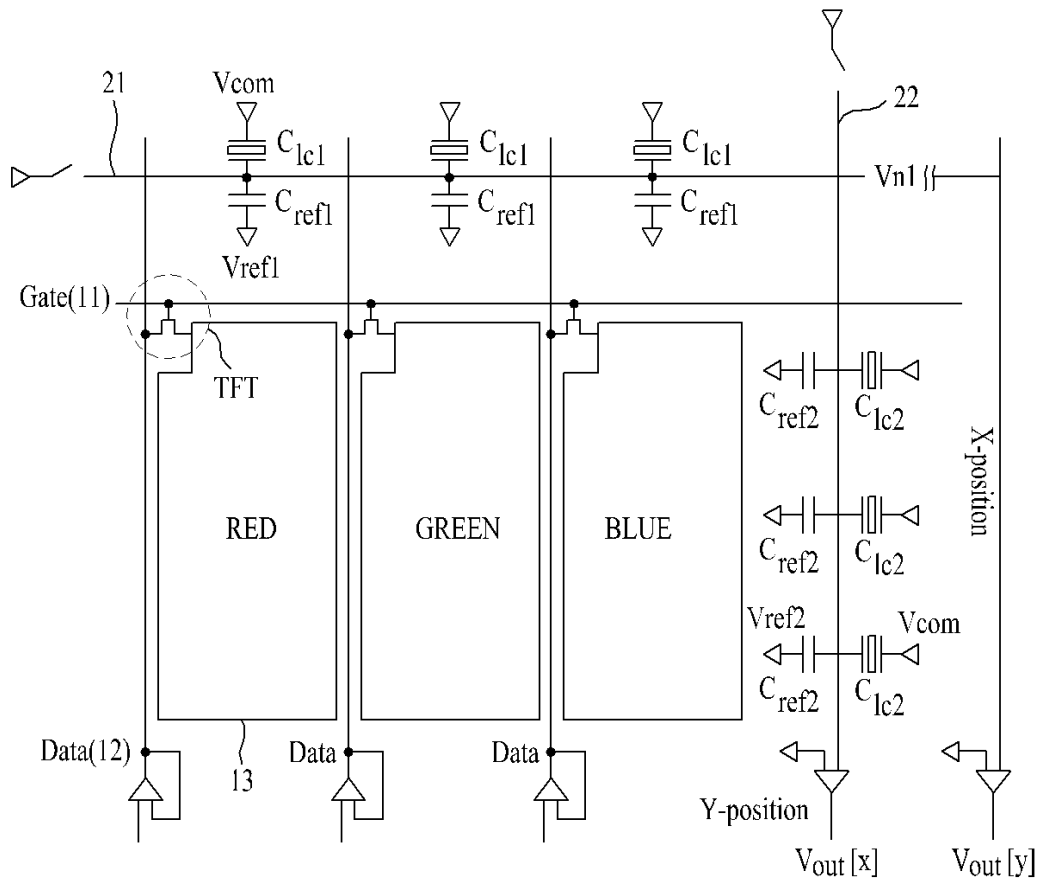 21
Vcom
22
Clc1
Clc1
Clc1
Vn1
Cref1
Cref1
Cref1
Vref1
Gate(11)
TFT
Cref2
Clc2
X-position
RED
GREEN
BLUE
Cref2
Clc2
Vref2
Vcom
Cref2
Clc2
Data(12)
13
Data
Data
Y-position
Vout [x]
Vout [y]